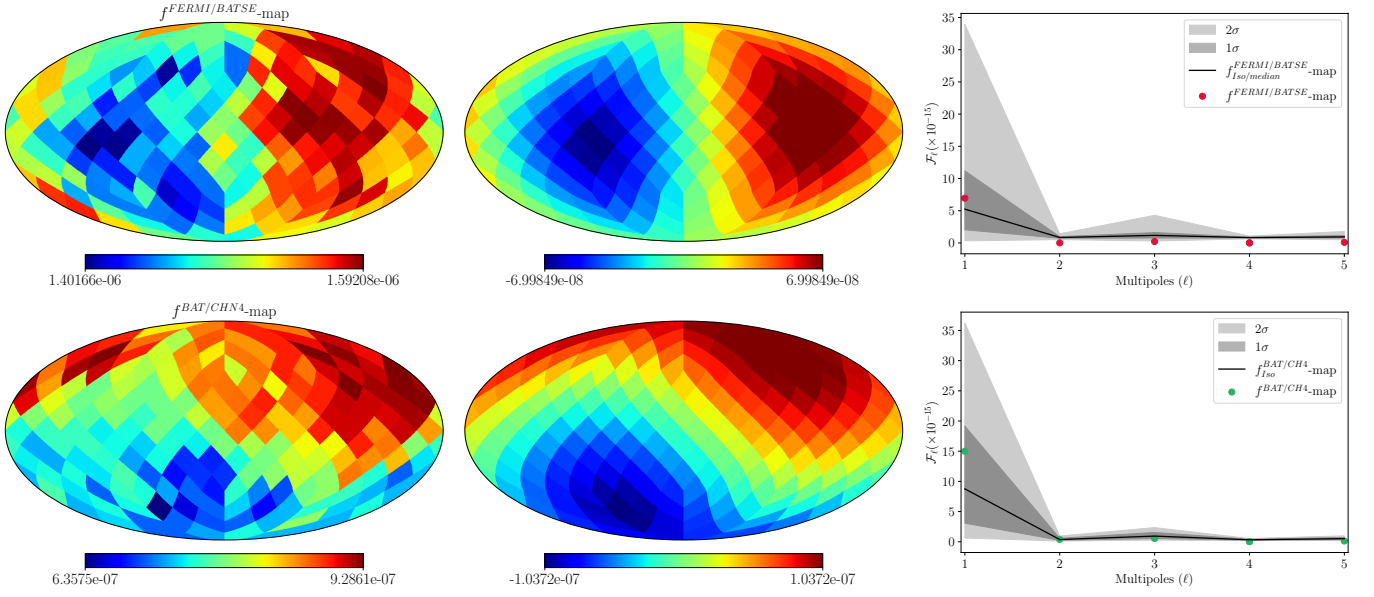 f^{FERMI/BATSE}-map
1.40166e-06 1.59208e-06
-6.99849e-08 6.99849e-08
35
30
25
20
15
10
5
0
F_ℓ(× 10^{-15})
2σ
1σ
f^{FERMI/BATSE}_{Iso/median}-map
f^{FERMI/BATSE}-map
1 2 3 4 5
Multipoles (ℓ)
f^{BAT/CHN4}-map
6.3575e-07 9.2861e-07
-1.0372e-07 1.0372e-07
35
30
25
20
15
10
5
0
F_ℓ(×10^{-15})
2σ
1σ
f^{BAT/CH4}_{Iso}-map
f^{BAT/CH4}-map
1 2 3 4 5
Multipoles (ℓ)